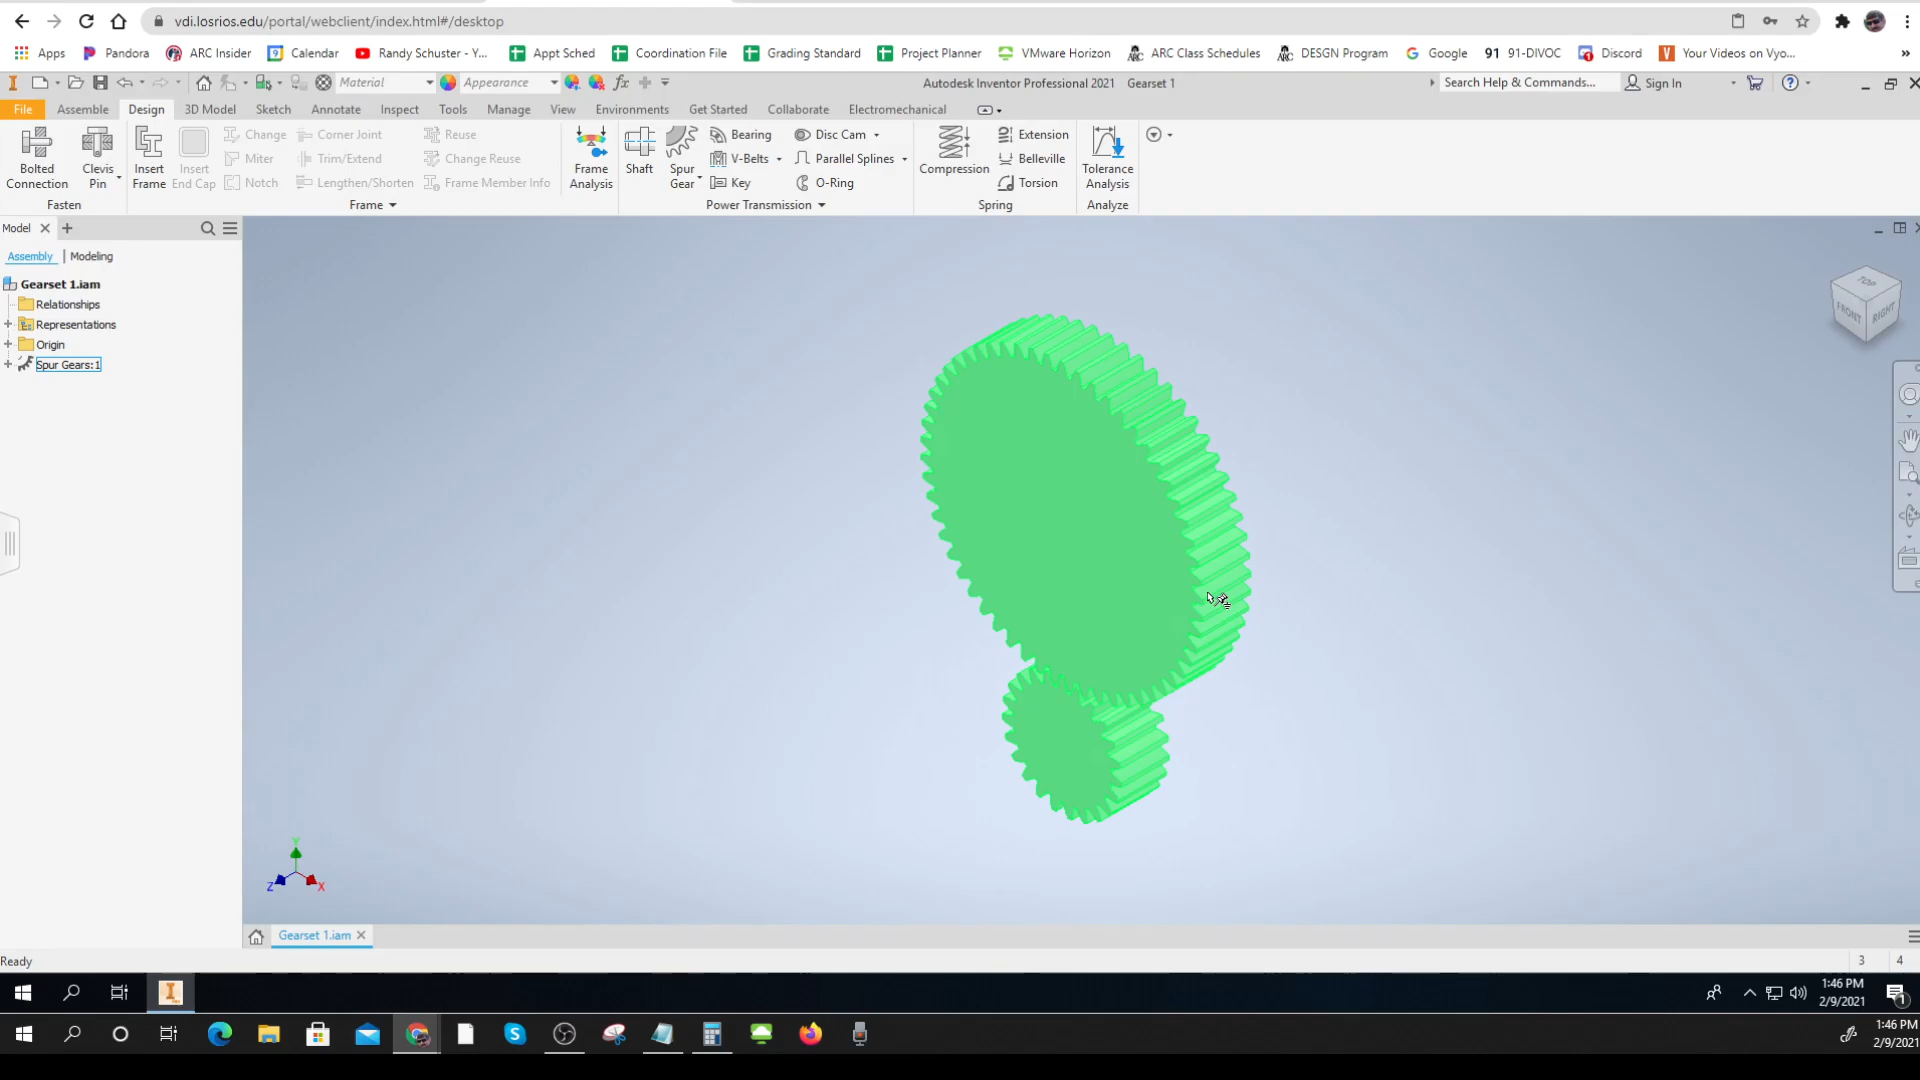 vdi.losrios.edu/portal/webclient/index.html#/desktop
Apps Pandora ARC Insider Calendar Randy Schuster - Y... Appt Sched Coordination File Grading Standard Project Planner VMware Horizon ARC Class Schedules DESGN Program Google 91 91-DIVOC Discord Your Videos on Vyo... »
Material Appearance fx Autodesk Inventor Professional 2021 Gearset 1 Search Help & Commands... Sign In
File Assemble Design 3D Model Sketch Annotate Inspect Tools Manage View Environments Get Started Collaborate Electromechanical
Change Corner Joint Reuse Bearing Disc Cam Extension
Miter Trim/Extend Change Reuse V-Belts Parallel Splines Belleville
Bolted Clevis Insert Insert Frame Shaft Spur Compression Tolerance
Connection Pin Frame End Cap Notch Lengthen/Shorten Frame Member Info Analysis Gear Key O-Ring Torsion Analysis
Fasten Frame Power Transmission Spring Analyze
Model
Assembly Modeling
Gearset 1.iam
Relationships
Representations
Origin
Spur Gears:1
TOP
FRONT RIGHT
Y
Z X
Gearset 1.iam
Ready 3 4
1:46 PM
2/9/2021
1
1:46 PM
2/9/2021